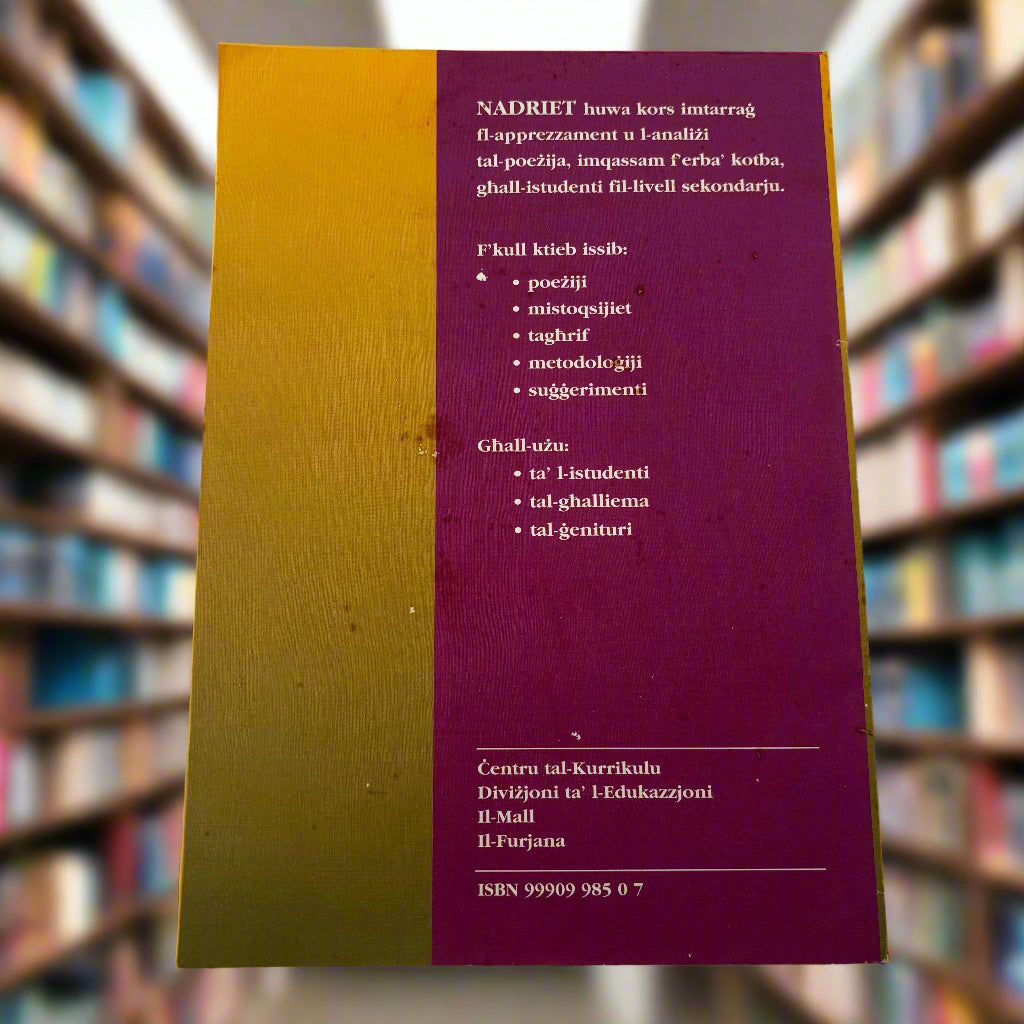 NADRIET huwa kors imtarraġ
fl-apprezzament u l-analiżi
tal-poeżija, imqassam f'erba' kotba,
għall-istudenti fil-livell sekondarju.
F'kull ktieb issib:
• poeżiji
• mistoqsijiet
• tagħrif
• metodoloġiji
• suġġerimenti
Għall-użu:
• ta' l-istudenti
• tal-għalliema
• tal-ġenituri
Ċentru tal-Kurrikulu
Diviżjoni ta' l-Edukazzjoni
Il-Mall
Il-Furjana
ISBN 99909 985 0 7